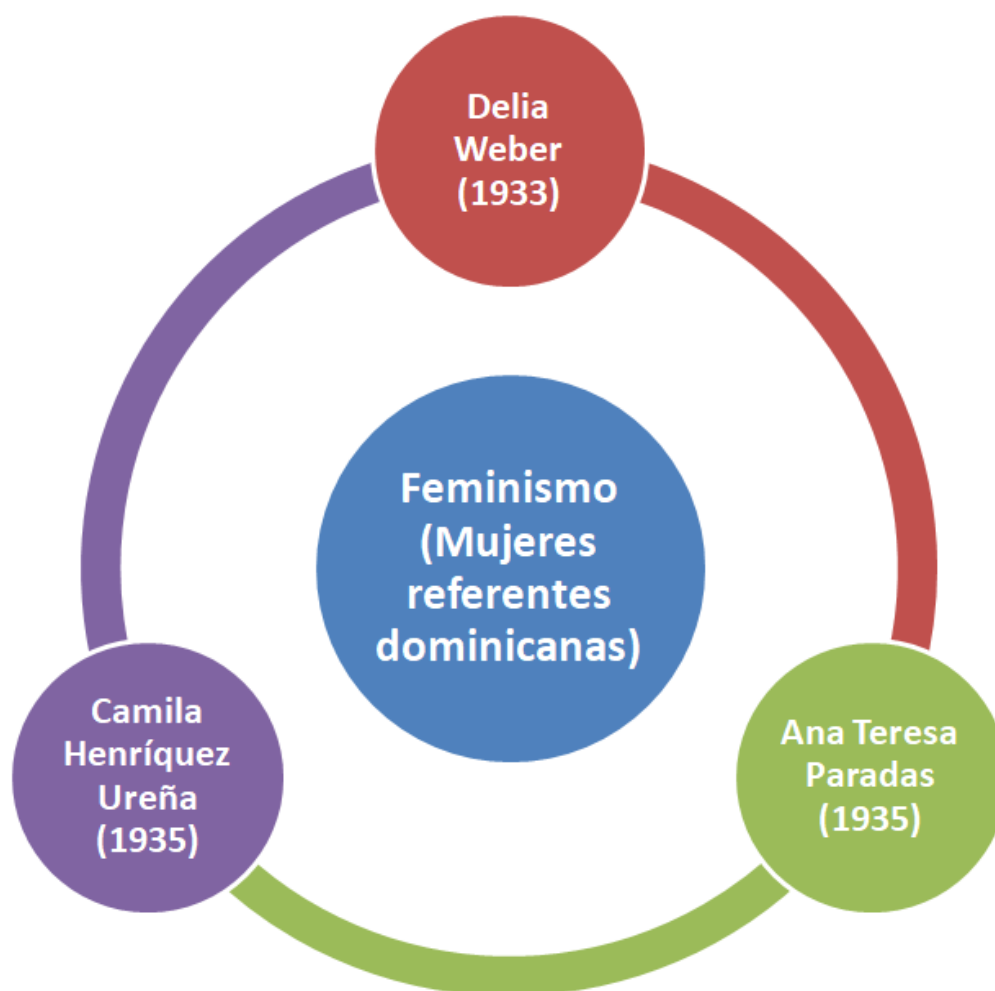 Delia
Weber
(1933)
Feminismo
(Mujeres
referentes
dominicanas)
Camila
Henríquez
Ureña
(1935)
Ana Teresa
Paradas
(1935)